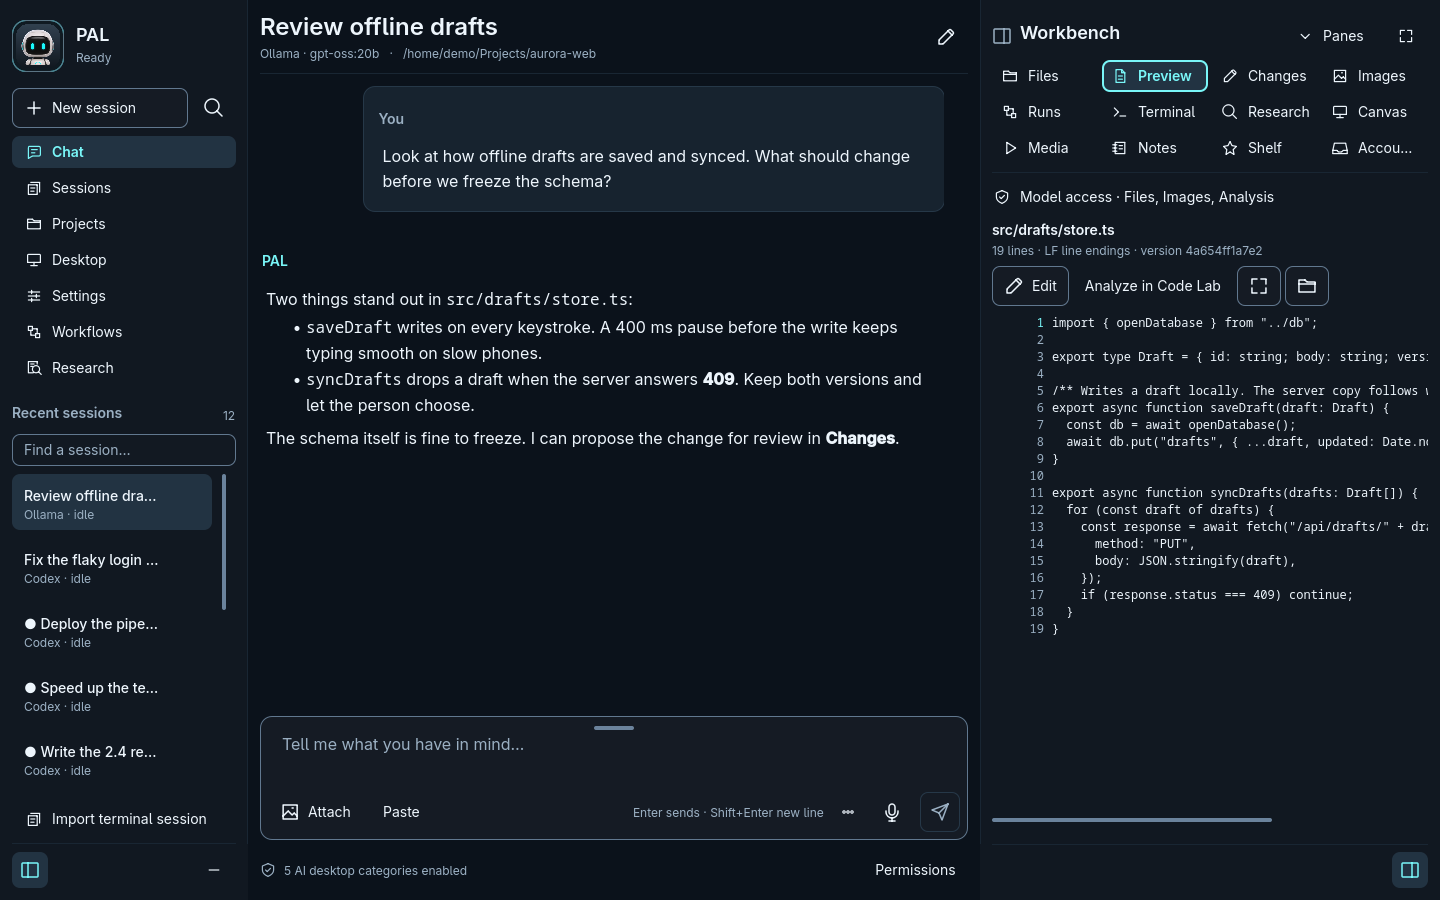 PAL
Ready
New session
Chat
Sessions
Projects
Desktop
Settings
Workflows
Research
Recent sessions
12
Find a session...
Review offline dra...
Ollama · idle
Fix the flaky login ...
Codex · idle
● Deploy the pipe...
Codex · idle
● Speed up the te...
Codex · idle
● Write the 2.4 re...
Codex · idle
Import terminal session
Review offline drafts
Ollama · gpt-oss:20b · /home/demo/Projects/aurora-web
You
Look at how offline drafts are saved and synced. What should change
before we freeze the schema?
PAL
Two things stand out in src/drafts/store.ts:
• saveDraft writes on every keystroke. A 400 ms pause before the write keeps
typing smooth on slow phones.
• syncDrafts drops a draft when the server answers 409. Keep both versions and
let the person choose.
The schema itself is fine to freeze. I can propose the change for review in Changes.
Tell me what you have in mind...
Attach Paste Enter sends · Shift+Enter new line
5 AI desktop categories enabled Permissions
Workbench Panes
Files Preview Changes Images
Runs Terminal Research Canvas
Media Notes Shelf Accou...
Model access · Files, Images, Analysis
src/drafts/store.ts
19 lines · LF line endings · version 4a654ff1a7e2
Edit Analyze in Code Lab
1 import { openDatabase } from "../db";
2
3 export type Draft = { id: string; body: string; versi
4
5 /** Writes a draft locally. The server copy follows w
6 export async function saveDraft(draft: Draft) {
7 const db = await openDatabase();
8 await db.put("drafts", { ...draft, updated: Date.no
9 }
10
11 export async function syncDrafts(drafts: Draft[]) {
12 for (const draft of drafts) {
13 const response = await fetch("/api/drafts/" + dra
14 method: "PUT",
15 body: JSON.stringify(draft),
16 });
17 if (response.status === 409) continue;
18 }
19 }